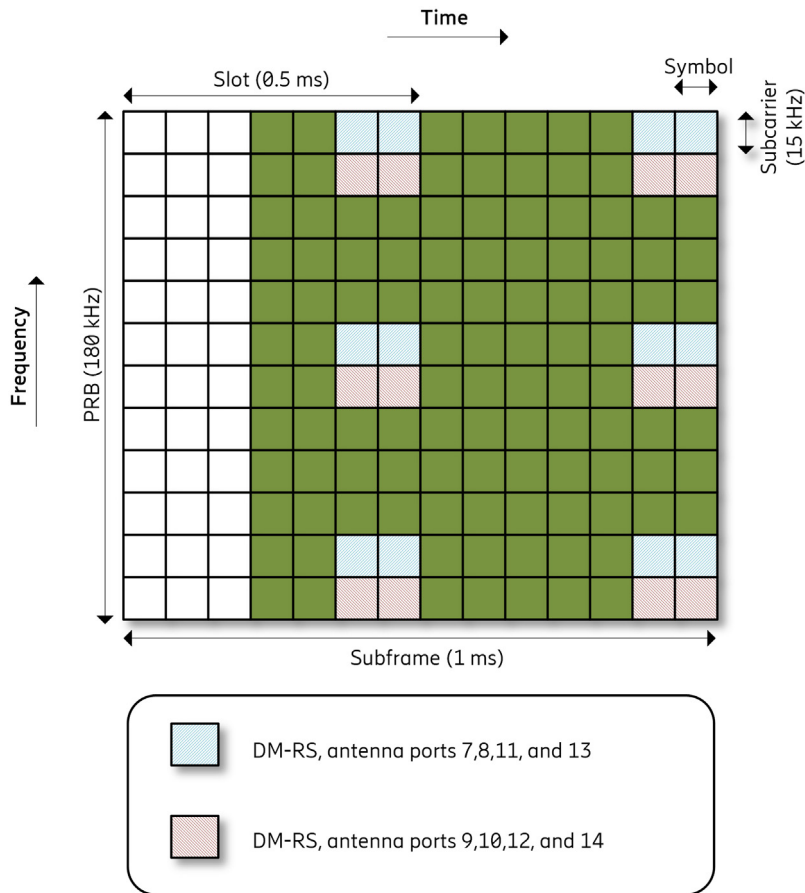 Time
Slot (0.5 ms)
Symbol
Subcarrier
(15 kHz)
Frequency
PRB (180 kHz)
Subframe (1 ms)
DM-RS, antenna ports 7,8,11, and 13
DM-RS, antenna ports 9,10,12, and 14